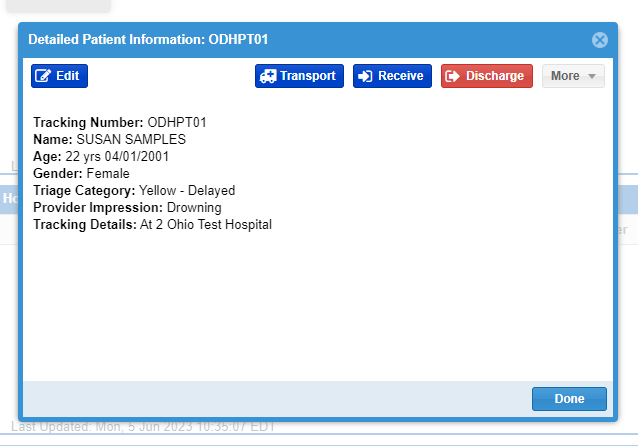 Detailed Patient Information: ODHPT01
Edit
Transport
Receive
Discharge
More
Tracking Number: ODHPT01
Name: SUSAN SAMPLES
Age: 22 yrs 04/01/2001
Gender: Female
Triage Category: Yellow - Delayed
Provider Impression: Drowning
Tracking Details: At 2 Ohio Test Hospital
Done
Last Updated: Mon, 5 Jun 2023 10:35:07 EDT